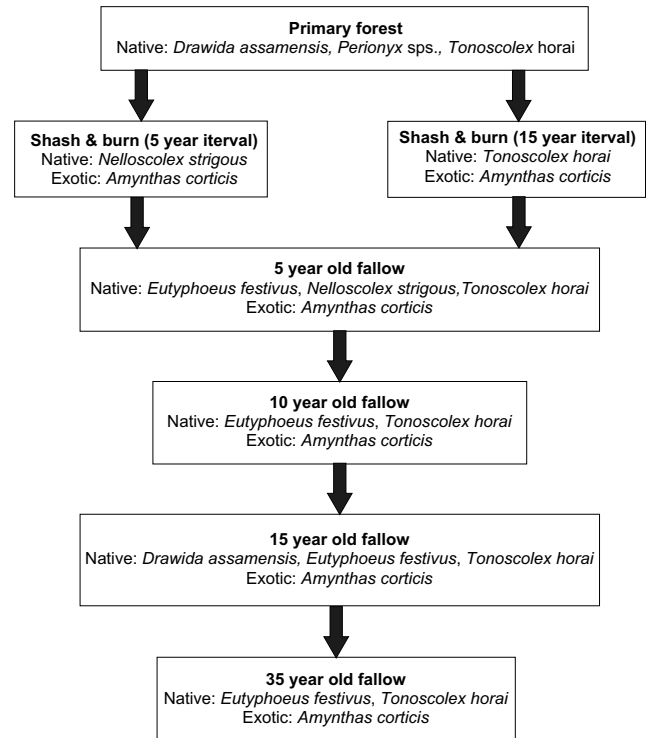 Primary forest
Native: Drawida assamensis, Perionyx sps., Tonoscolex horai
Shash & burn (5 year iterval)
Native: Nelloscolex strigous
Exotic: Amynthas corticis
Shash & burn (15 year iterval)
Native: Tonoscolex horai
Exotic: Amynthas corticis
5 year old fallow
Native: Eutyphoeus festivus, Nelloscolex strigous,Tonoscolex horai
Exotic: Amynthas corticis
10 year old fallow
Native: Eutyphoeus festivus, Tonoscolex horai
Exotic: Amynthas corticis
15 year old fallow
Native: Drawida assamensis, Eutyphoeus festivus, Tonoscolex horai
Exotic: Amynthas corticis
35 year old fallow
Native: Eutyphoeus festivus, Tonoscolex horai
Exotic: Amynthas corticis